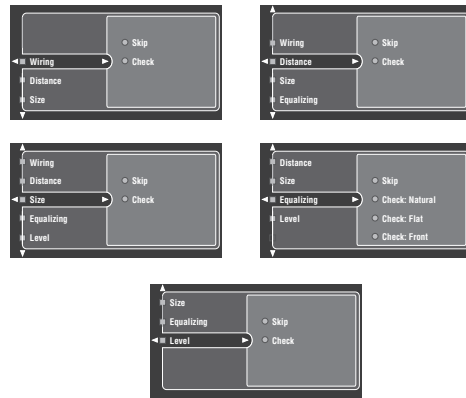 Skip
Wiring
Check
Distance
Size
Wiring
Skip
Distance
Check
Size
Equalizing
Wiring
Distance
Skip
Size
Check
Equalizing
Level
Distance
Size
Skip
Equalizing
Check: Natural
Level
Check: Flat
Check: Front
Size
Equalizing
Skip
Level
Check